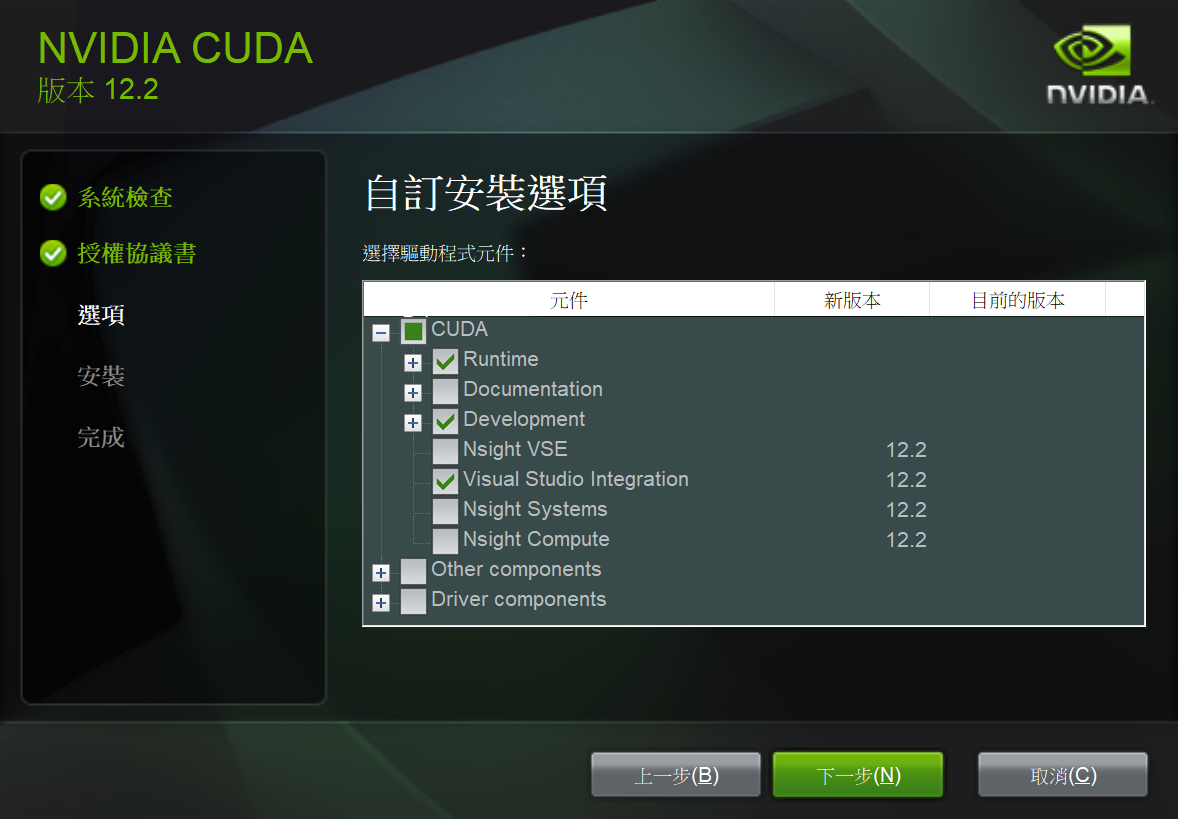 NVIDIA CUDA
版本 12.2
NVIDIA.
系統檢查
授權協議書
選項
安裝
完成
自訂安裝選項
選擇驅動程式元件：
元件 新版本 目前的版本
CUDA
Runtime
Documentation
Development
Nsight VSE 12.2
Visual Studio Integration 12.2
Nsight Systems 12.2
Nsight Compute 12.2
Other components
Driver components
上一步(B) 下一步(N) 取消(C)